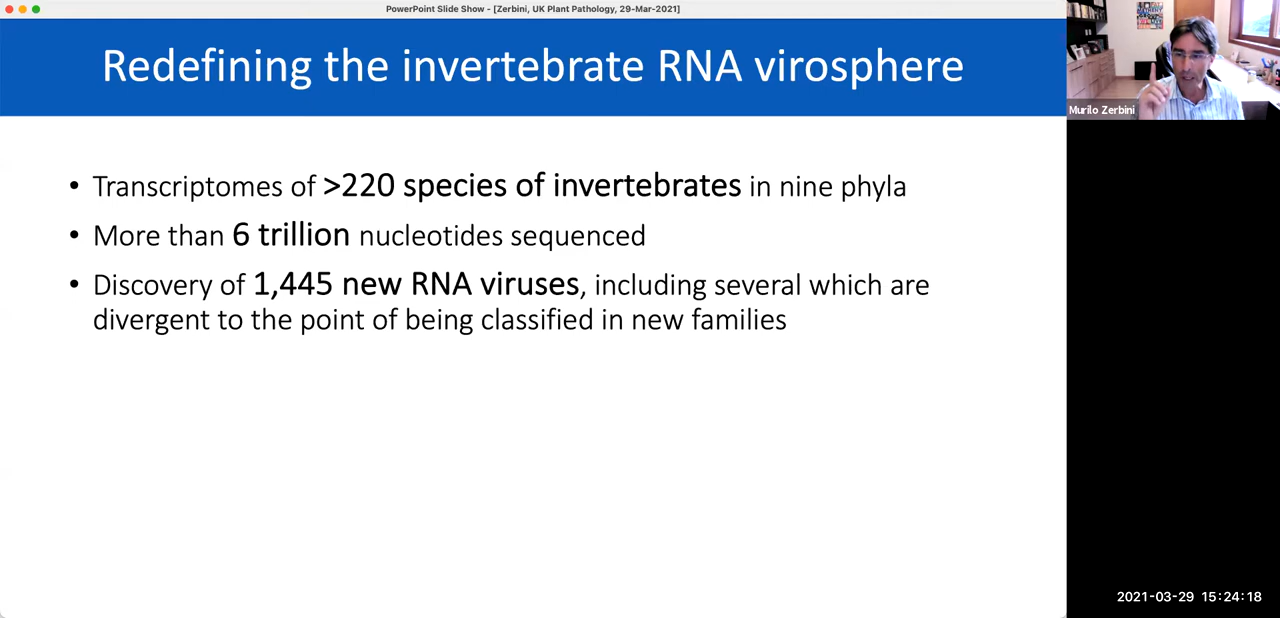 PowerPoint Slide Show - [Zerbini, UK Plant Pathology, 29-Mar-2021]
Redefining the invertebrate RNA virosphere
Murilo Zerbini
• Transcriptomes of >220 species of invertebrates in nine phyla
• More than 6 trillion nucleotides sequenced
• Discovery of 1,445 new RNA viruses, including several which are
divergent to the point of being classified in new families
2021-03-29 15:24:18